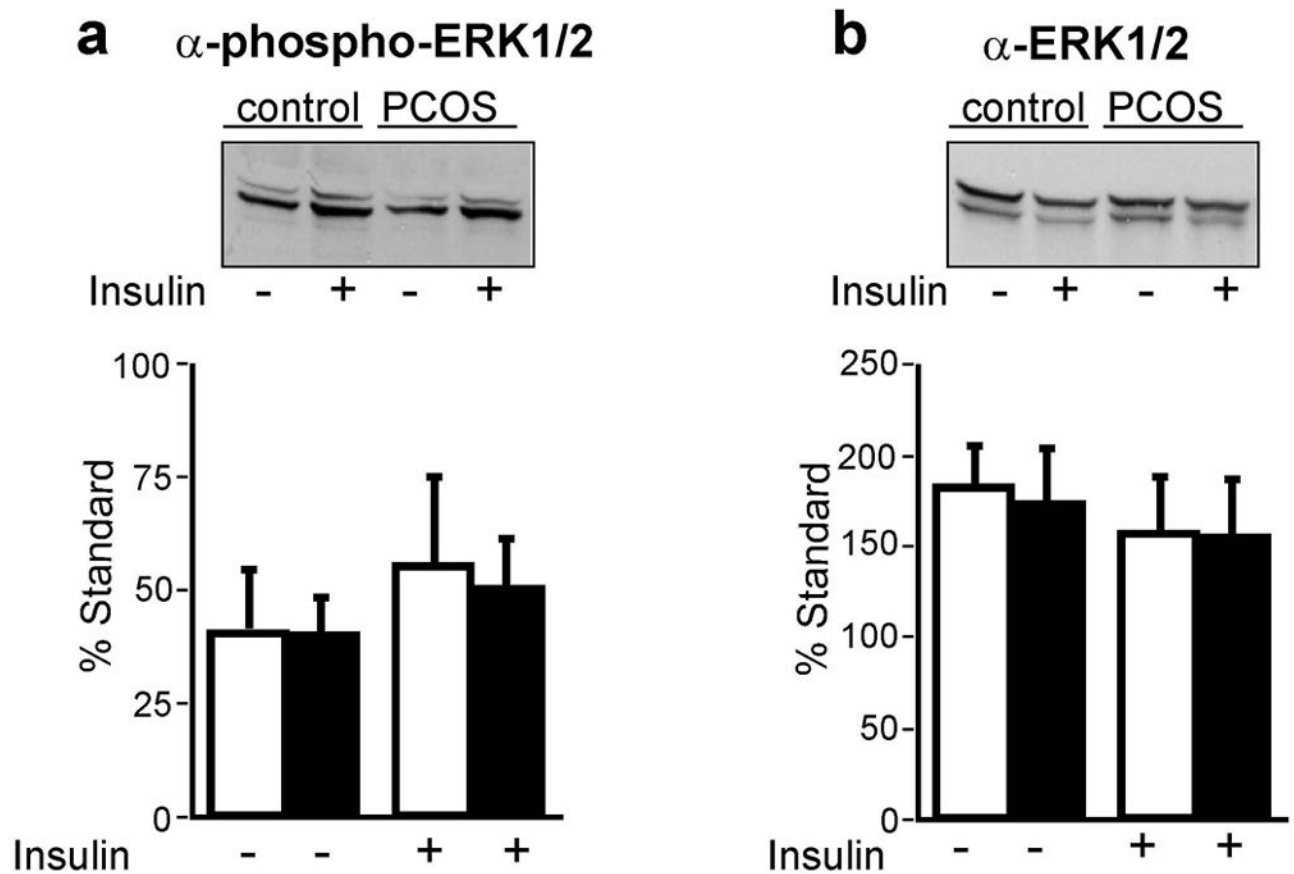 a α-phospho-ERK1/2
control PCOS
Insulin - + - +
100
75
50
25
0
% Standard
Insulin - - + +
b α-ERK1/2
control PCOS
Insulin - + - +
250
200
150
100
50
0
% Standard
Insulin - - + +